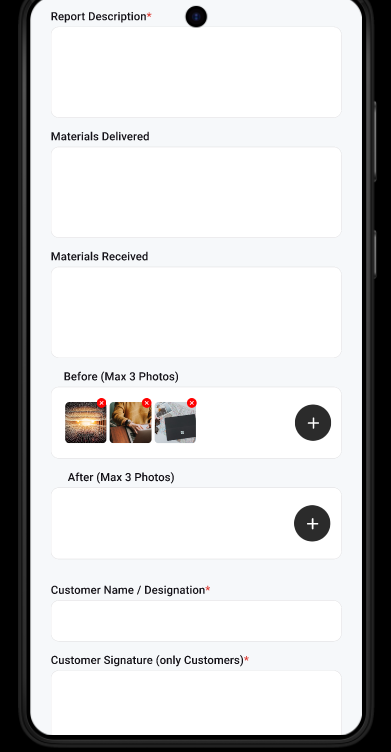 Report Description*
Materials Delivered
Materials Received
Before (Max 3 Photos)
After (Max 3 Photos)
Customer Name / Designation*
Customer Signature (only Customers)*